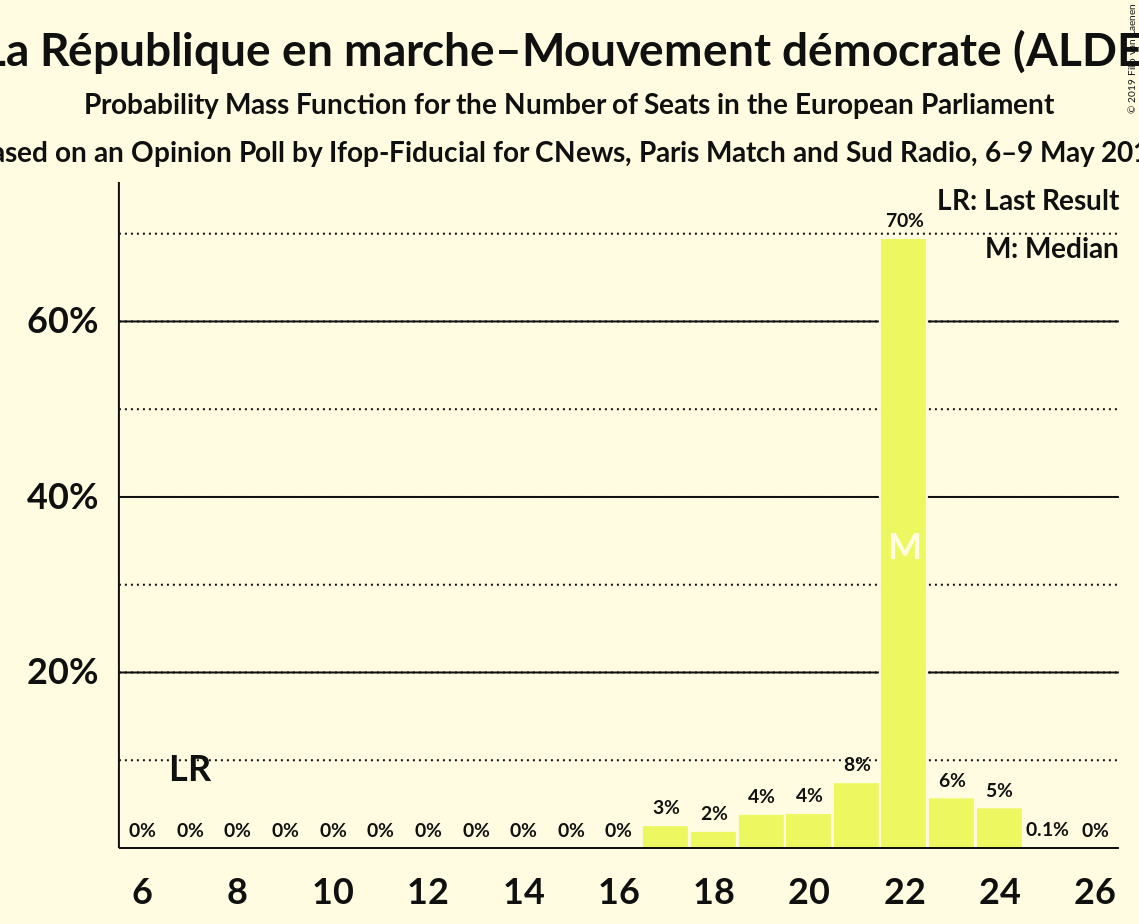 La République en marche–Mouvement démocrate (ALDE
Probability Mass Function for the Number of Seats in the European Parliament
ased on an Opinion Poll by Ifop-Fiducial for CNews, Paris Match and Sud Radio, 6–9 May 201
© 2019
LR: Last Result
M: Median
70%
60%
40%
M
20%
LR
8%
6%
5%
4%
4%
3%
2%
0% 0% 0% 0% 0% 0% 0% 0% 0% 0% 0% 0.1% 0%
6 8 10 12 14 16 18 20 22 24 26